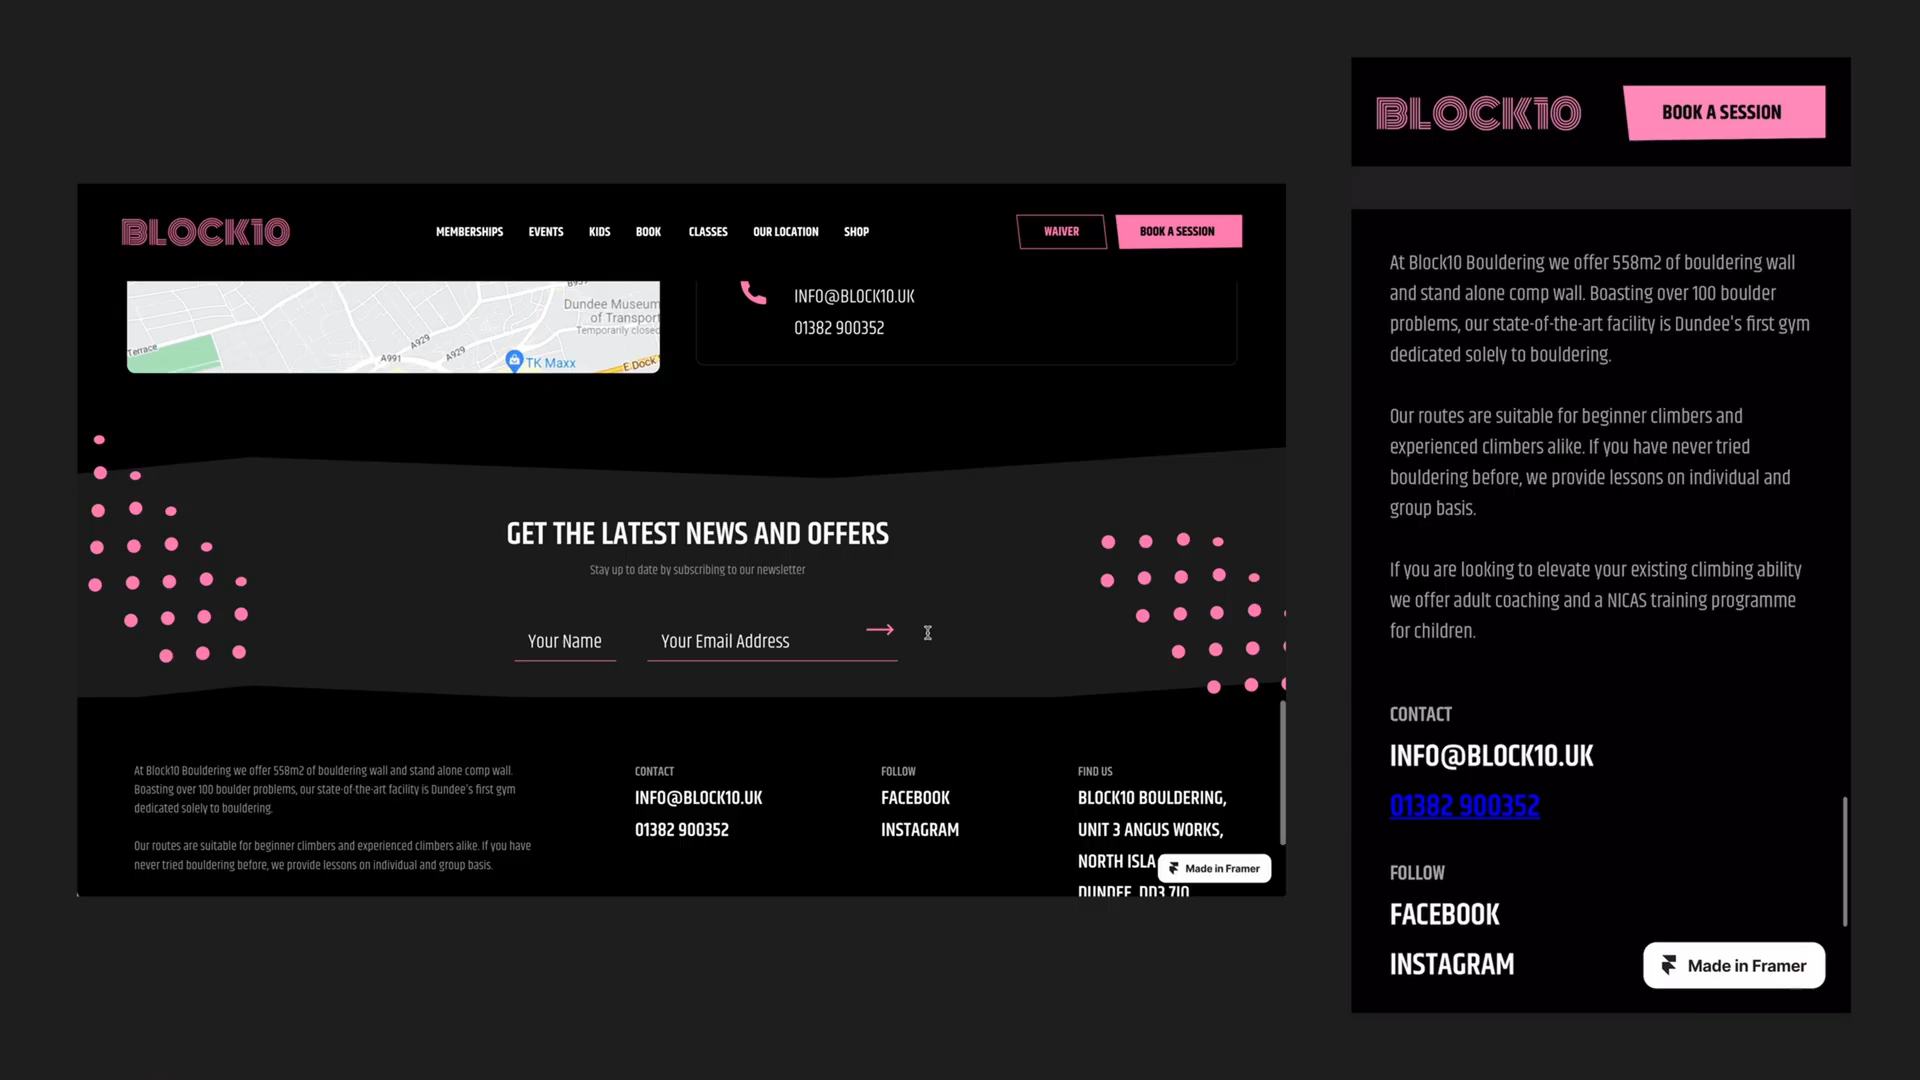 BLOCK10
MEMBERSHIPS
EVENTS
KIDS
BOOK
CLASSES
OUR LOCATION
SHOP
WAIVER
BOOK A SESSION
Dundee Museum
of Transport
Temporarily closed
Terrace
A991
A929
A929
TK Maxx
E Dock
INFO@BLOCK10.UK
01382 900352
GET THE LATEST NEWS AND OFFERS
Stay up to date by subscribing to our newsletter
Your Name
Your Email Address
At Block10 Bouldering we offer 558m2 of bouldering wall and stand alone comp wall.
Boasting over 100 boulder problems, our state-of-the-art facility is Dundee's first gym
dedicated solely to bouldering.
Our routes are suitable for beginner climbers and experienced climbers alike. If you have
never tried bouldering before, we provide lessons on individual and group basis.
CONTACT
INFO@BLOCK10.UK
01382 900352
FOLLOW
FACEBOOK
INSTAGRAM
FIND US
BLOCK10 BOULDERING,
UNIT 3 ANGUS WORKS,
NORTH ISLA
DUNDEE, DD3 7JQ
Made in Framer
BLOCK10
BOOK A SESSION
At Block10 Bouldering we offer 558m2 of bouldering wall
and stand alone comp wall. Boasting over 100 boulder
problems, our state-of-the-art facility is Dundee's first gym
dedicated solely to bouldering.
Our routes are suitable for beginner climbers and
experienced climbers alike. If you have never tried
bouldering before, we provide lessons on individual and
group basis.
If you are looking to elevate your existing climbing ability
we offer adult coaching and a NICAS training programme
for children.
CONTACT
INFO@BLOCK10.UK
01382 900352
FOLLOW
FACEBOOK
INSTAGRAM
Made in Framer